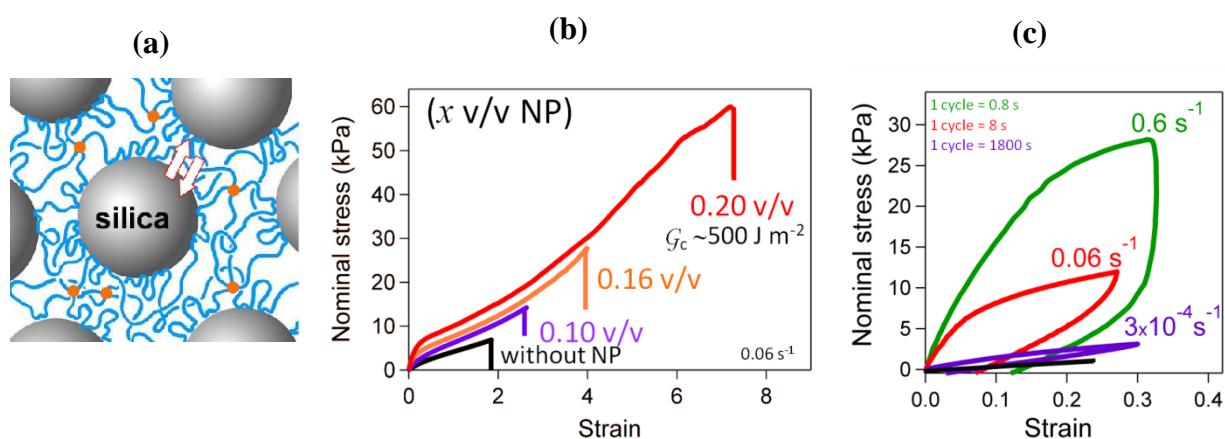 (a)
silica
(b)
Nominal stress (kPa)
60
50
40
30
20
10
0
(x v/v NP)
0.20 v/v
𝒢c ~500 J m-2
0.16 v/v
0.10 v/v
without NP
0.06 s-1
0 2 4 6 8
Strain
(c)
Nominal stress (kPa)
30
25
20
15
10
5
0
1 cycle = 0.8 s
1 cycle = 8 s
1 cycle = 1800 s
0.6 s-1
0.06 s-1
3x10-4s-1
0.0 0.1 0.2 0.3 0.4
Strain